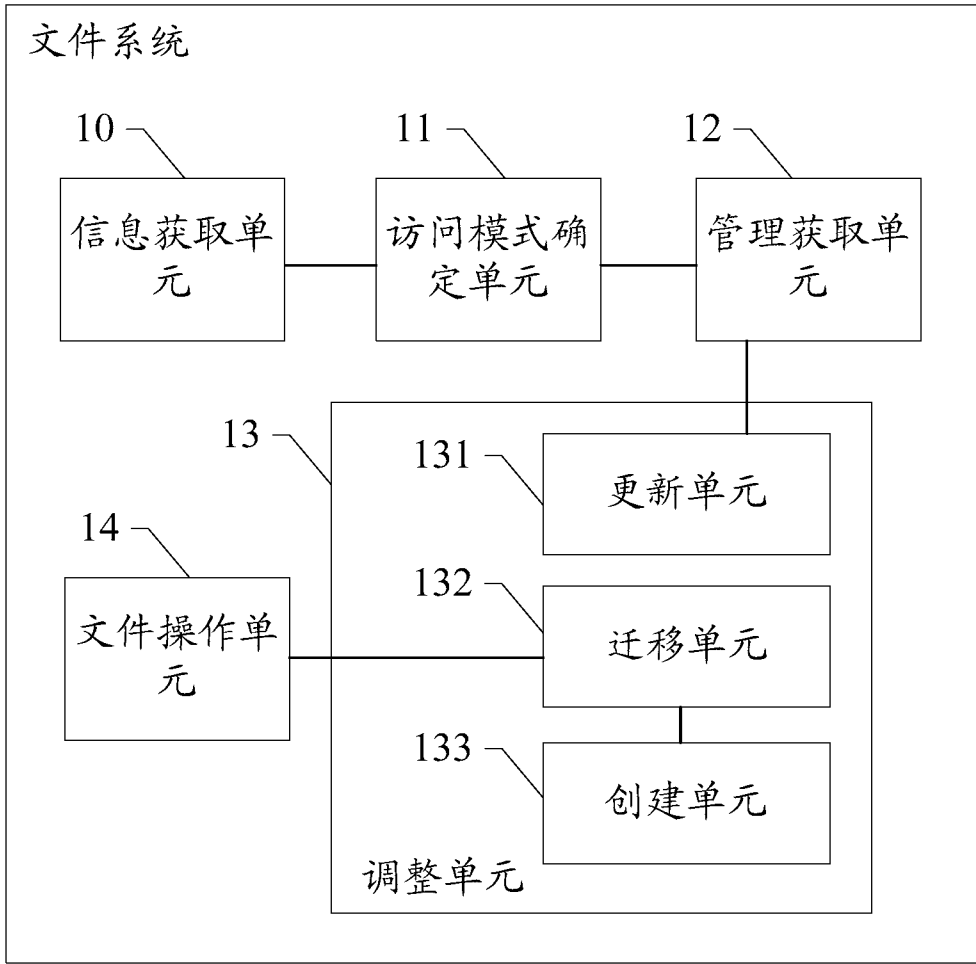 文件系统
10
11
12
信息获取单
元
访问模式确
定单元
管理获取单
元
13
131
更新单元
14
文件操作单
元
132
迁移单元
133
创建单元
调整单元